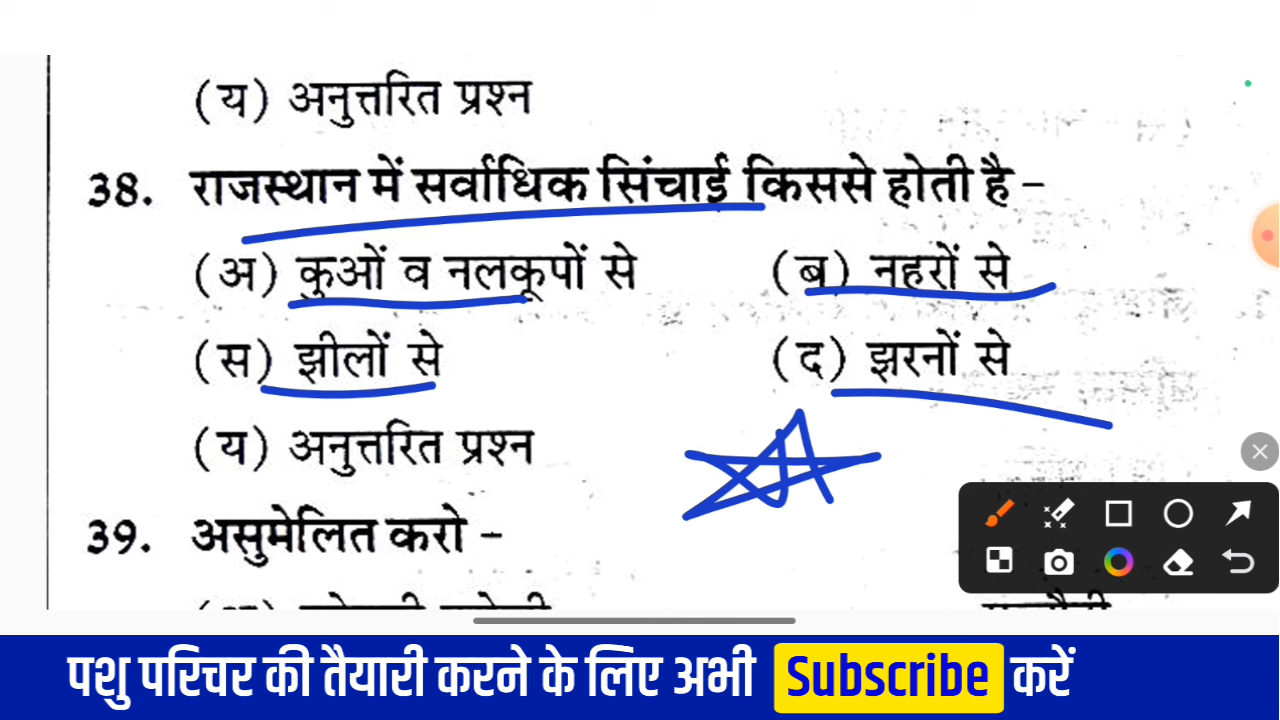 (य) अनुत्तरित प्रश्न
38. राजस्थान में सर्वाधिक सिंचाई किससे होती है –
(अ) कुओं व नलकूपों से (ब) नहरों से
(स) झीलों से (द) झरनों से
(य) अनुत्तरित प्रश्न
39. असुमेलित करो –
पशु परिचर की तैयारी करने के लिए अभी Subscribe करें